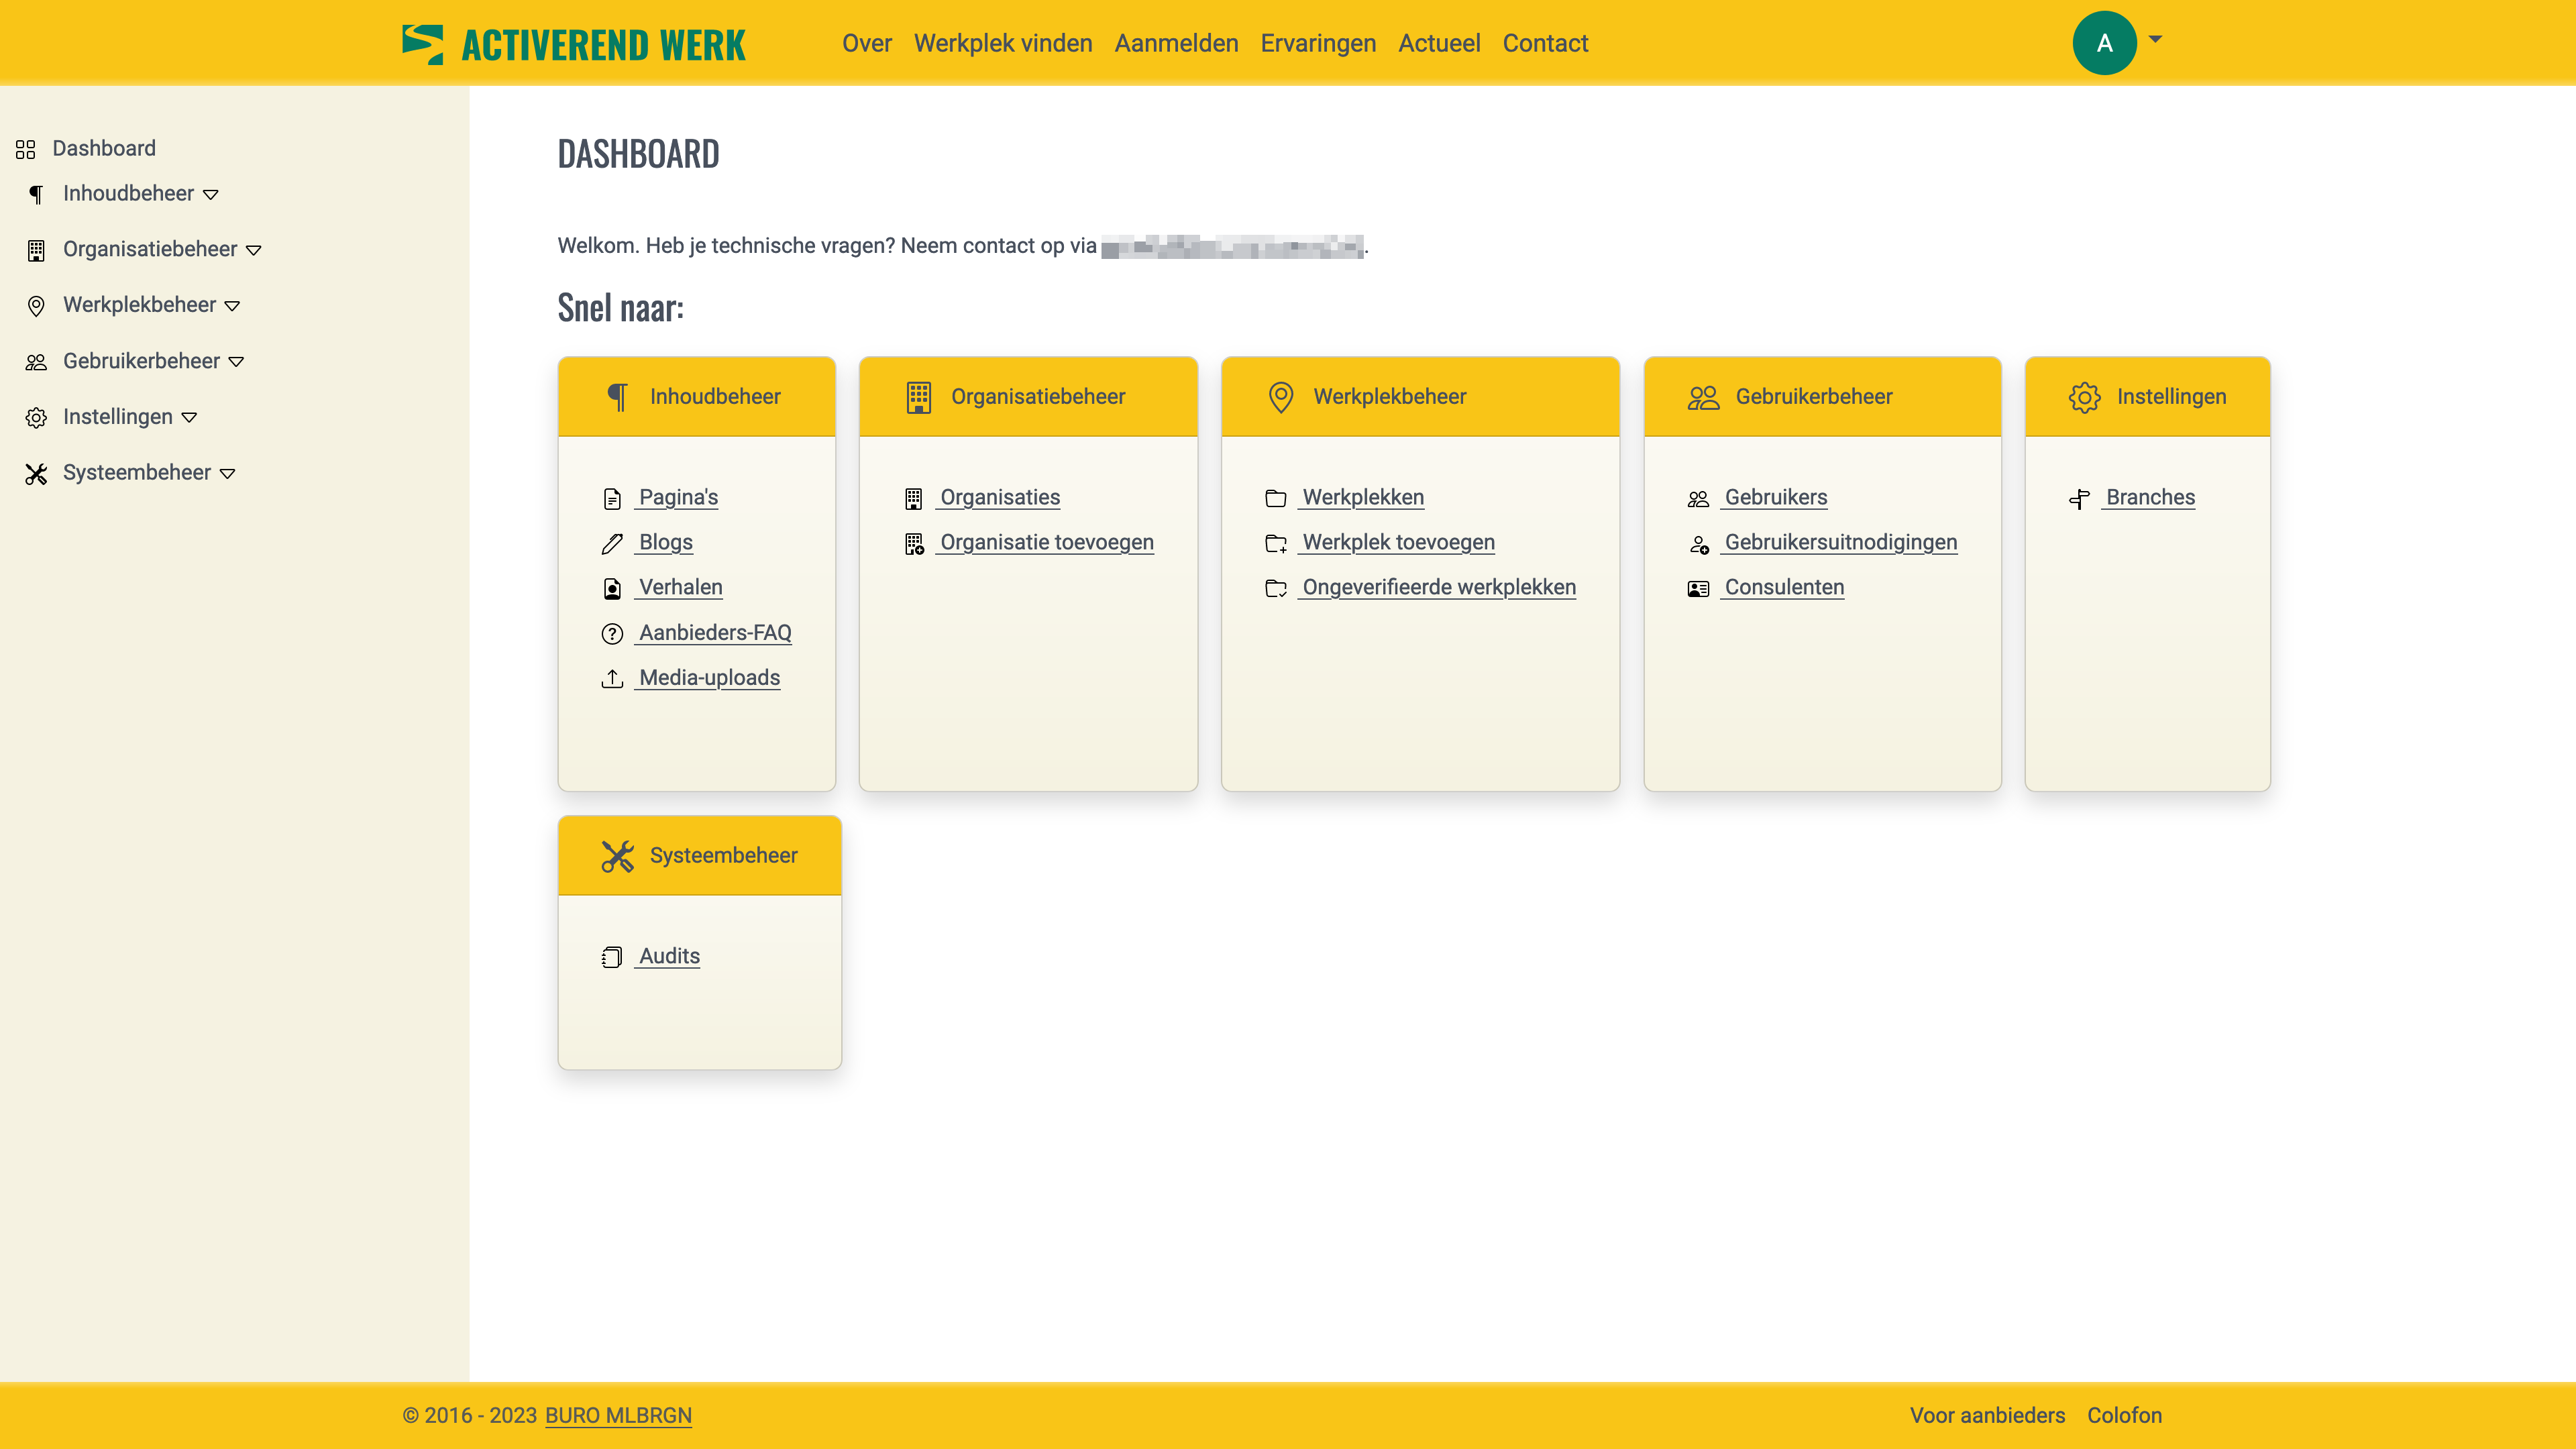 ACTIVEREND WERK
Over Werkplek vinden Aanmelden Ervaringen Actueel Contact
A
Dashboard
Inhoudbeheer
Organisatiebeheer
Werkplekbeheer
Gebruikerbeheer
Instellingen
Systeembeheer
DASHBOARD
Welkom. Heb je technische vragen? Neem contact op via .
Snel naar:
Inhoudbeheer
Pagina's
Blogs
Verhalen
Aanbieders-FAQ
Media-uploads
Organisatiebeheer
Organisaties
Organisatie toevoegen
Werkplekbeheer
Werkplekken
Werkplek toevoegen
Ongeverifieerde werkplekken
Gebruikerbeheer
Gebruikers
Gebruikersuitnodigingen
Consulenten
Instellingen
Branches
Systeembeheer
Audits
© 2016 - 2023 BURO MLBRGN
Voor aanbieders Colofon